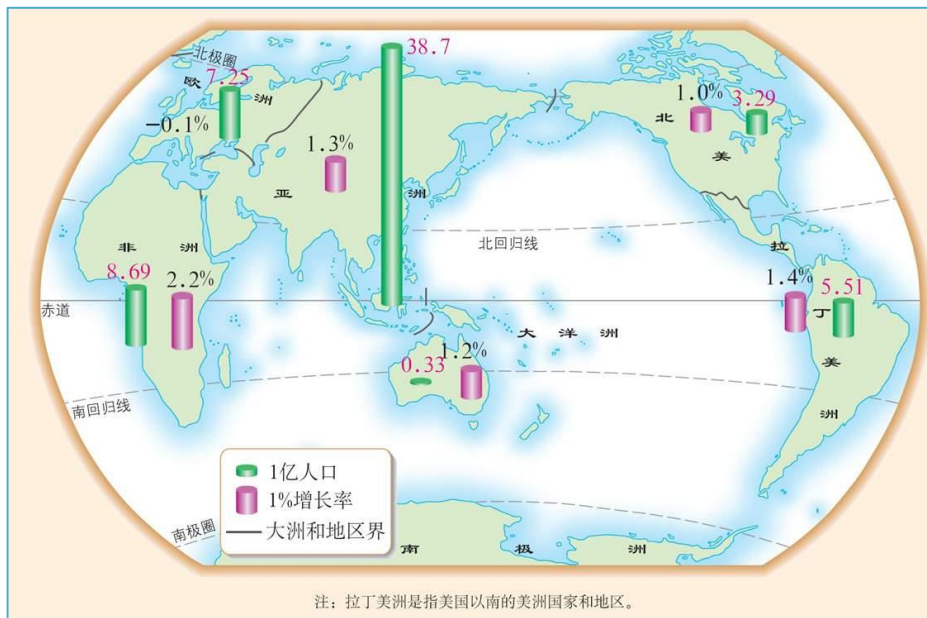 38.7
北极圈
欧 洲
7.25
−0.1%
1.3%
亚 洲
1.0%
3.29
北 美
北回归线
非 洲
8.69
2.2%
拉
丁
美
洲
1.4%
5.51
赤道
大 洋 洲
0.33
1.2%
南回归线
1亿人口
1%增长率
大洲和地区界
南极圈
南 极 洲
注：拉丁美洲是指美国以南的美洲国家和地区。